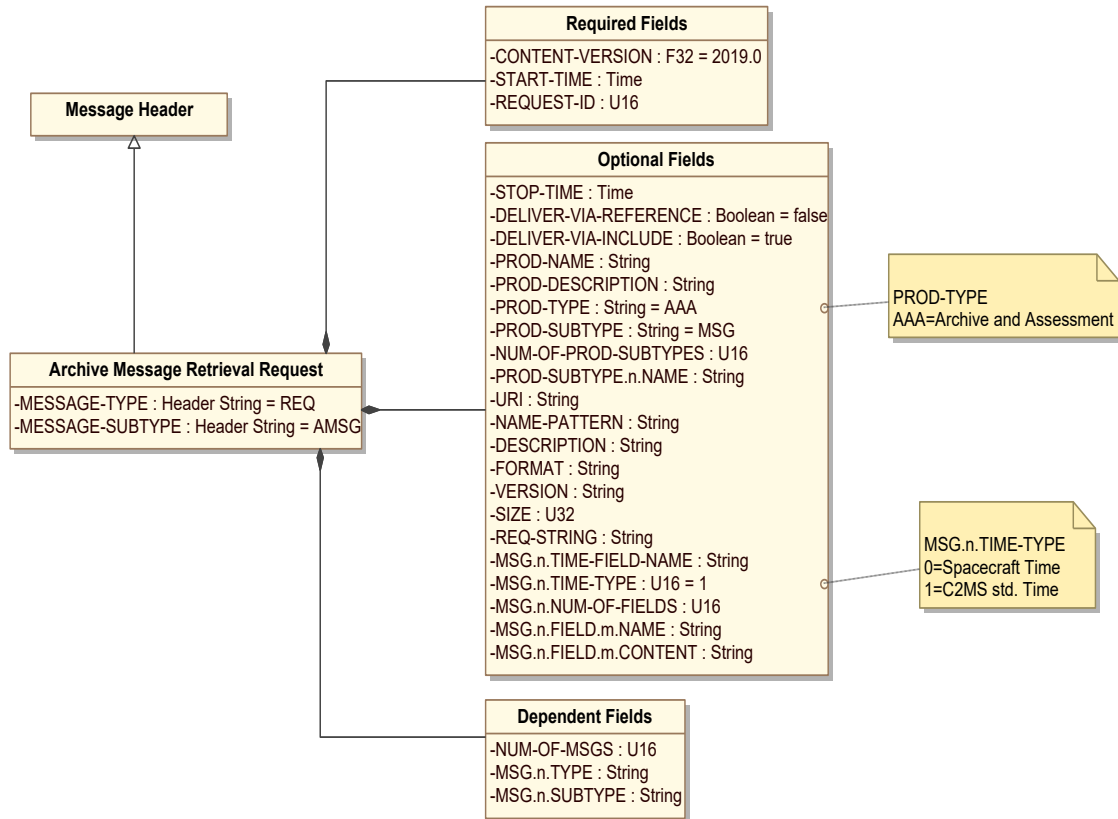 Required Fields
-CONTENT-VERSION : F32 = 2019.0
-START-TIME : Time
-REQUEST-ID : U16
Message Header
Optional Fields
-STOP-TIME : Time
-DELIVER-VIA-REFERENCE : Boolean = false
-DELIVER-VIA-INCLUDE : Boolean = true
-PROD-NAME : String
-PROD-DESCRIPTION : String
-PROD-TYPE : String = AAA
-PROD-SUBTYPE : String = MSG
-NUM-OF-PROD-SUBTYPES : U16
-PROD-SUBTYPE.n.NAME : String
-URI : String
-NAME-PATTERN : String
-DESCRIPTION : String
-FORMAT : String
-VERSION : String
-SIZE : U32
-REQ-STRING : String
-MSG.n.TIME-FIELD-NAME : String
-MSG.n.TIME-TYPE : U16 = 1
-MSG.n.NUM-OF-FIELDS : U16
-MSG.n.FIELD.m.NAME : String
-MSG.n.FIELD.m.CONTENT : String
PROD-TYPE
AAA=Archive and Assessment
Archive Message Retrieval Request
-MESSAGE-TYPE : Header String = REQ
-MESSAGE-SUBTYPE : Header String = AMSG
MSG.n.TIME-TYPE
0=Spacecraft Time
1=C2MS std. Time
Dependent Fields
-NUM-OF-MSGS : U16
-MSG.n.TYPE : String
-MSG.n.SUBTYPE : String